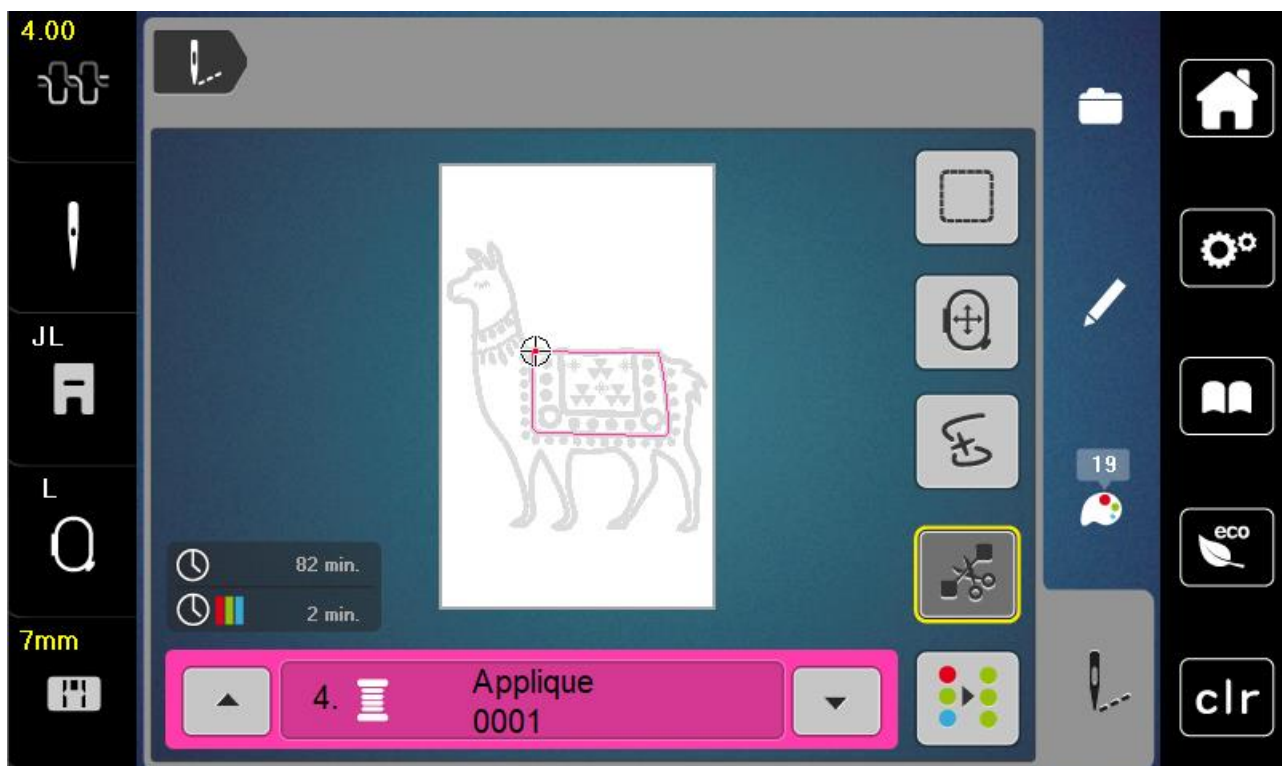 4.00
JL
L
7mm
82 min.
2 min.
4.
Applique
0001
19
eco
clr